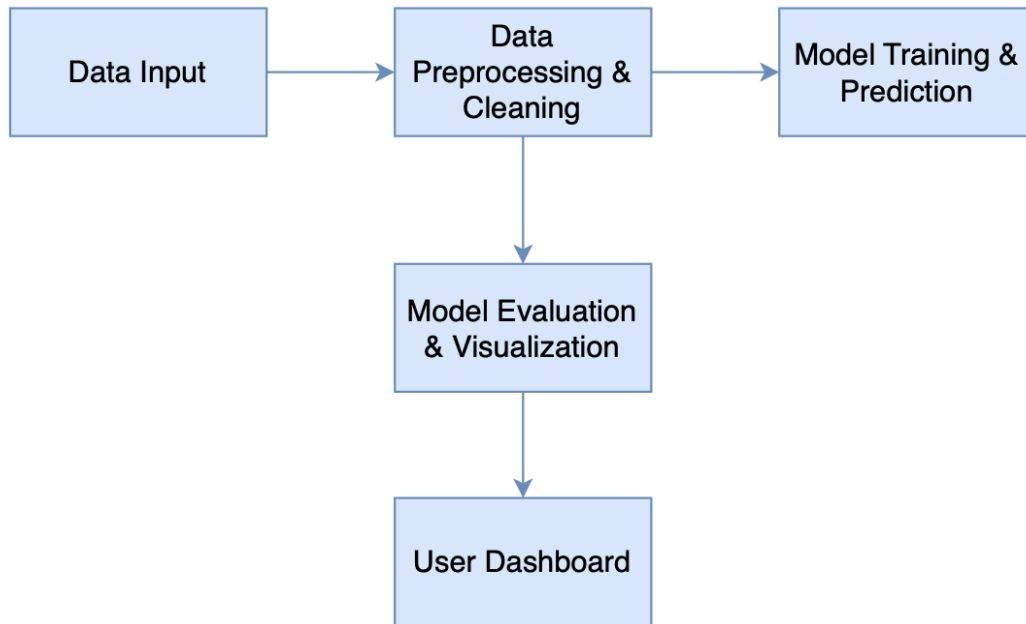 Data Input
Data
Preprocessing &
Cleaning
Model Training &
Prediction
Model Evaluation
& Visualization
User Dashboard